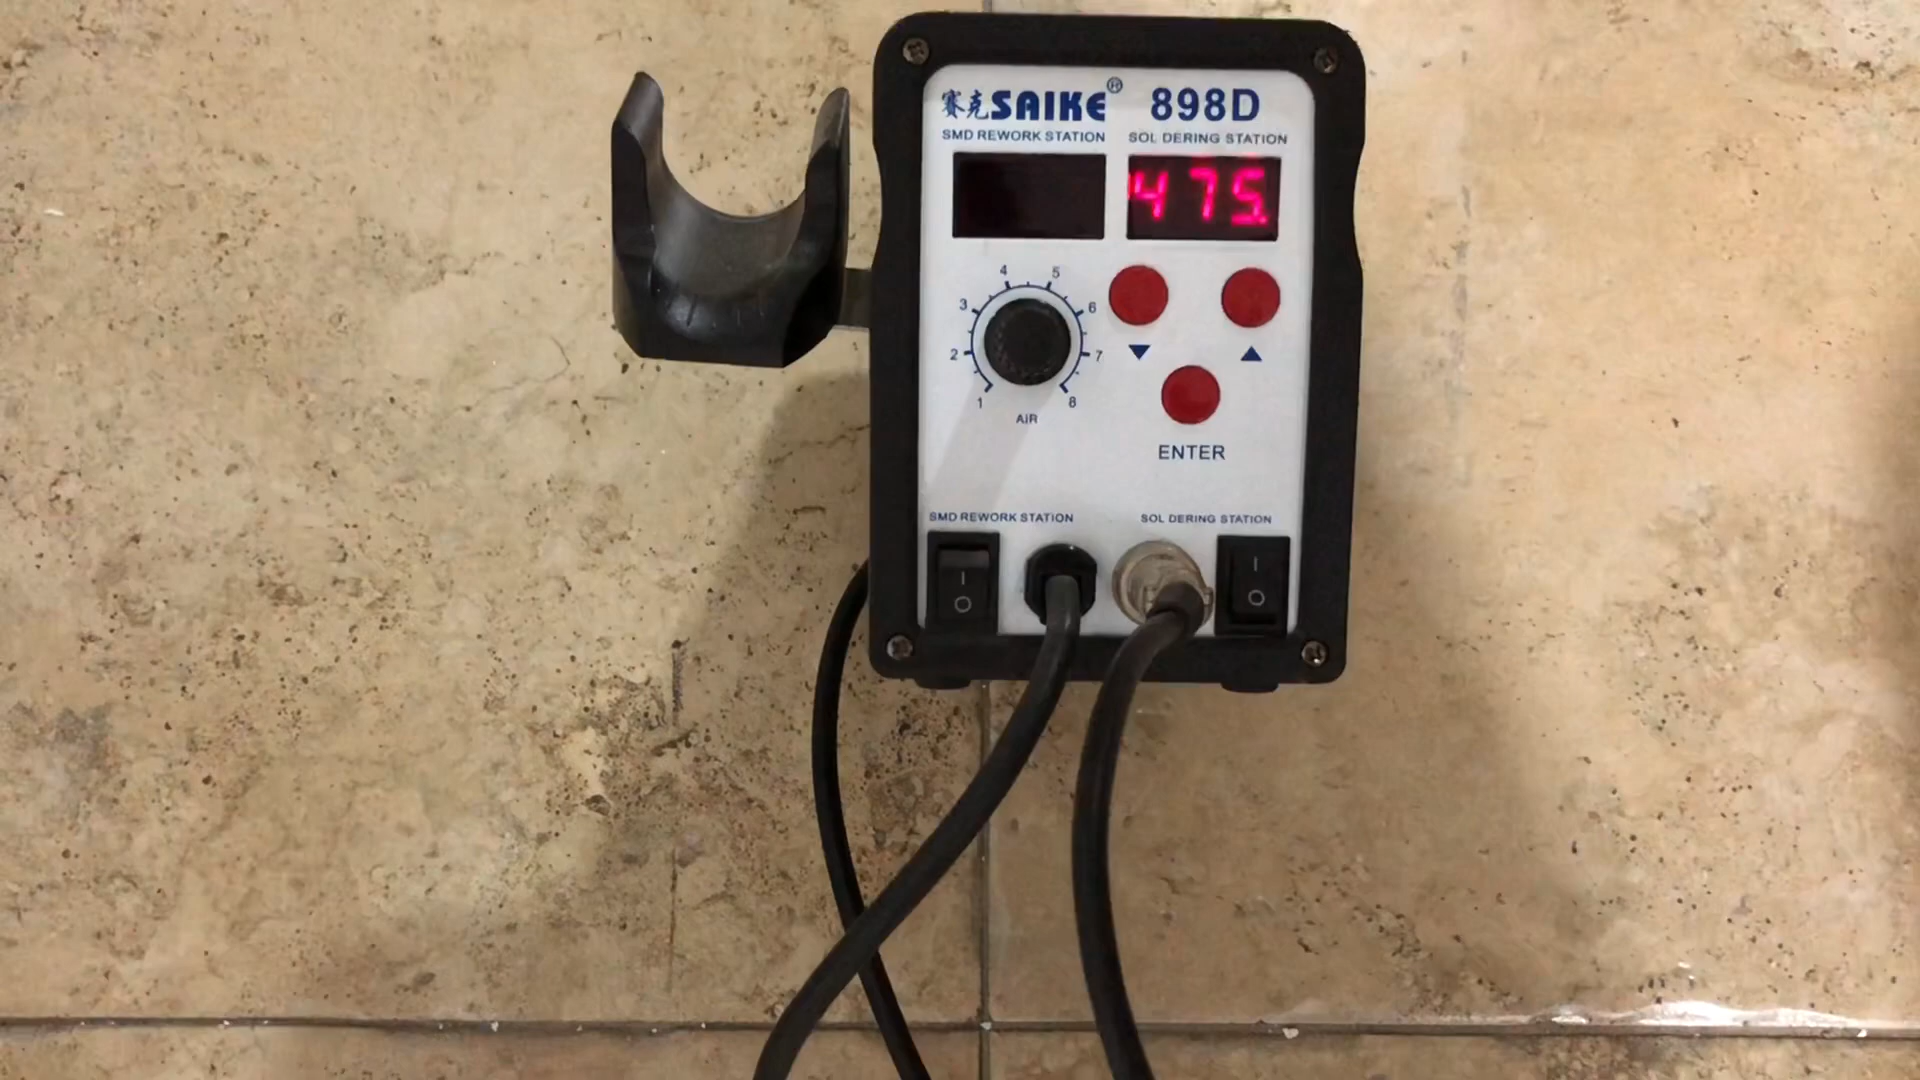 賽克SAIKE® 898D
SMD REWORK STATION SOL DERING STATION
475.
4 5
3 6
2 7
1 8
AIR
▼ ▲
ENTER
SMD REWORK STATION SOL DERING STATION
I I
O O